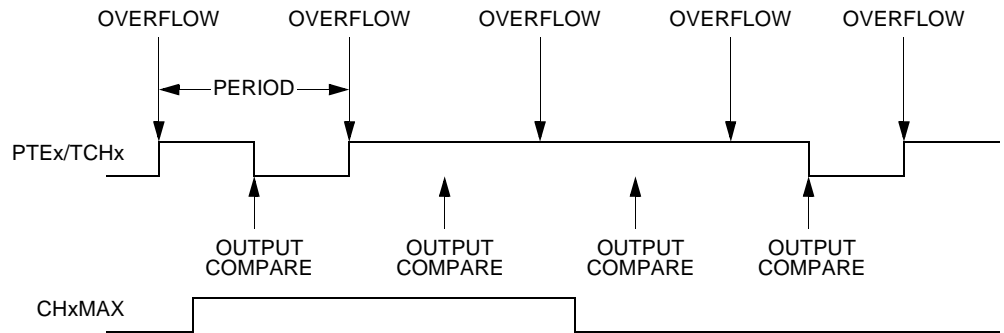 OVERFLOW OVERFLOW OVERFLOW OVERFLOW OVERFLOW
PERIOD
PTEx/TCHx
OUTPUT COMPARE
OUTPUT COMPARE
OUTPUT COMPARE
OUTPUT COMPARE
CHxMAX